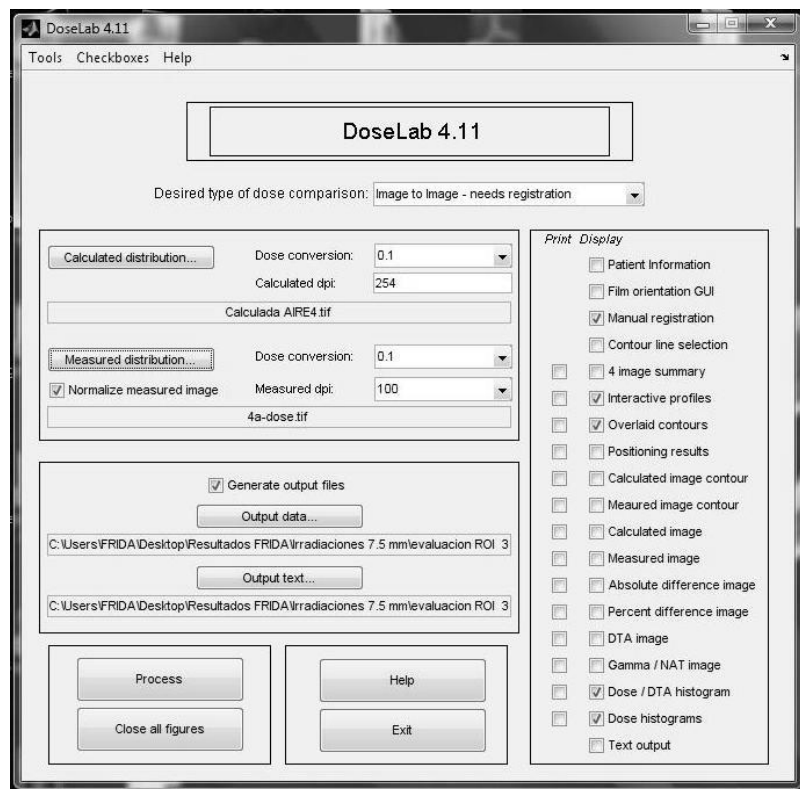 DoseLab 4.11
Tools Checkboxes Help
DoseLab 4.11
Desired type of dose comparison: Image to Image - needs registration
Calculated distribution... Dose conversion: 0.1
Calculated dpi: 254
Calculada AIRE4.tif
Measured distribution... Dose conversion: 0.1
Normalize measured image Measured dpi: 100
4a-dose.tif
Generate output files
Output data...
C:\Users\FRIDA\Desktop\Resultados FRIDA\Irradiaciones 7.5 mm\evaluacion ROI 3
Output text...
C:\Users\FRIDA\Desktop\Resultados FRIDA\Irradiaciones 7.5 mm\evaluacion ROI 3
Process
Close all figures
Help
Exit
Print Display
Patient Information
Film orientation GUI
Manual registration
Contour line selection
4 image summary
Interactive profiles
Overlaid contours
Positioning results
Calculated image contour
Meaured image contour
Calculated image
Measured image
Absolute difference image
Percent difference image
DTA image
Gamma / NAT image
Dose / DTA histogram
Dose histograms
Text output